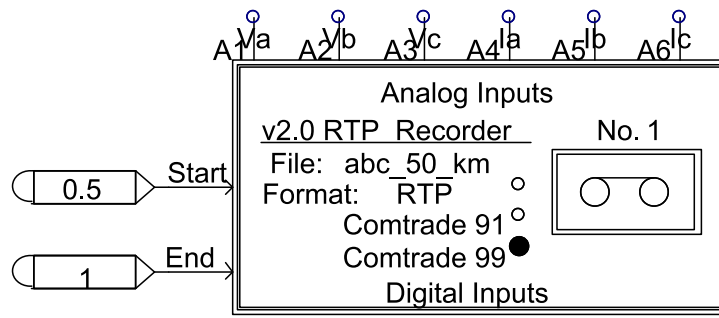 Va Vb Vc Ia Ib Ic
A1 A2 A3 A4 A5 A6
Analog Inputs
v2.0 RTP Recorder No. 1
File: abc_50_km
Start
0.5
Format: RTP
Comtrade 91
End
Comtrade 99
1
Digital Inputs